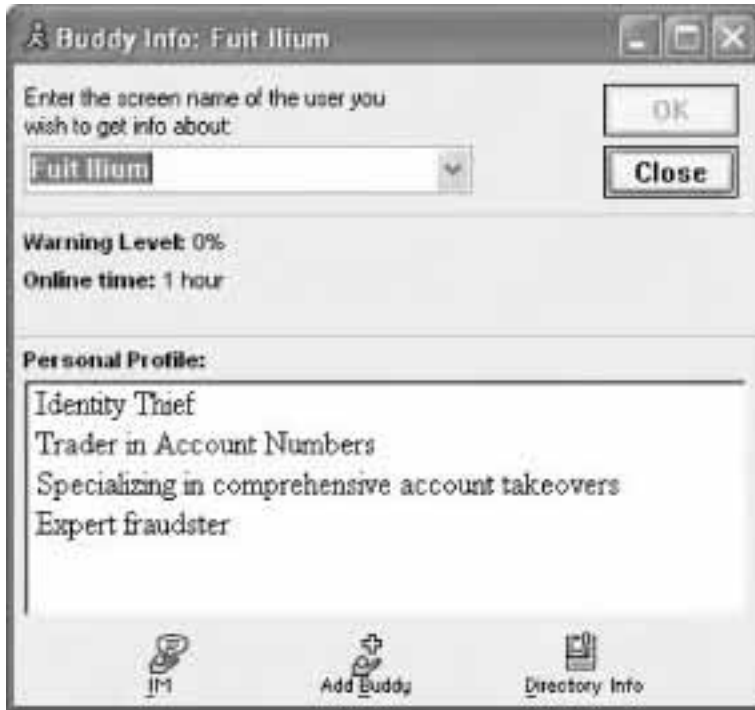 Buddy Info: Fuit Ilium
Enter the screen name of the user you
wish to get info about:
OK
Fuit Ilium
Close
Warning Level: 0%
Online time: 1 hour
Personal Profile:
Identity Thief
Trader in Account Numbers
Specializing in comprehensive account takeovers
Expert fraudster
IM
Add Buddy
Directory Info